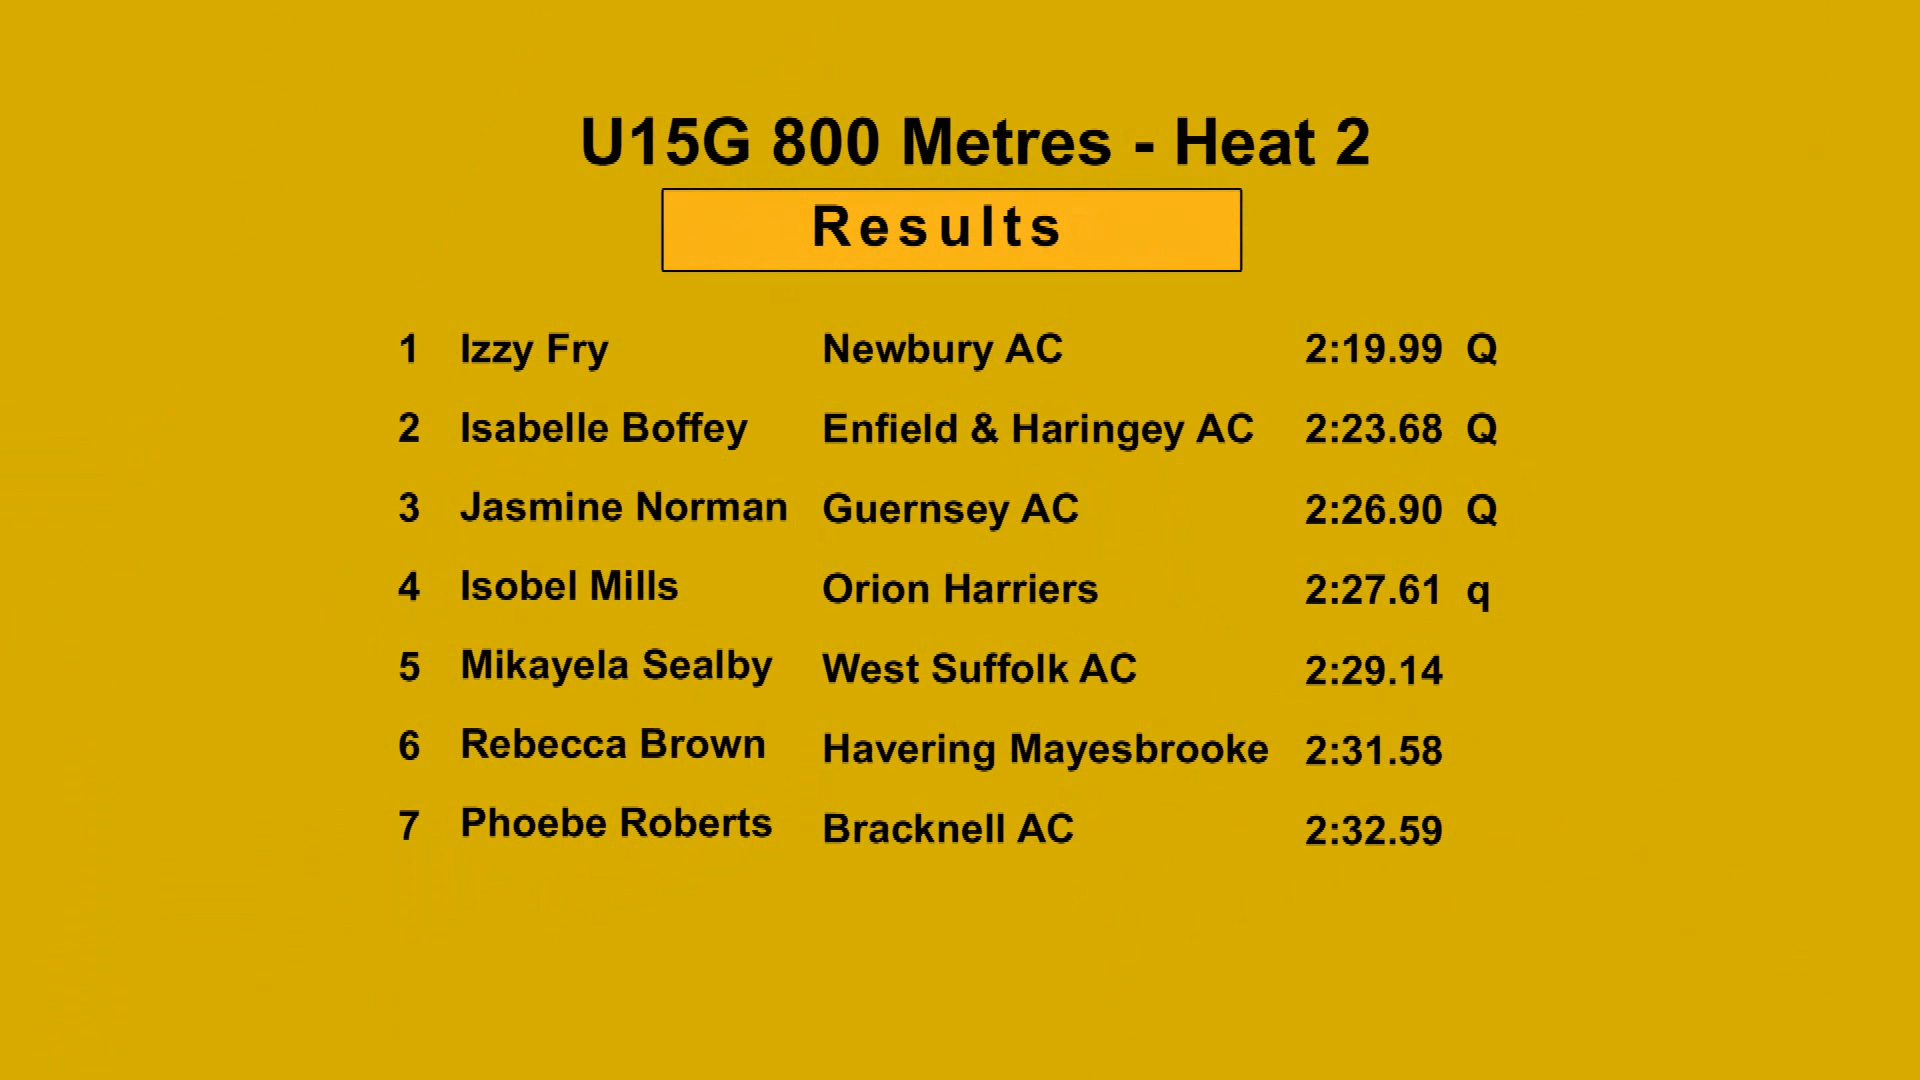 U15G 800 Metres - Heat 2
Results
1 Izzy Fry Newbury AC 2:19.99 Q
2 Isabelle Boffey Enfield & Haringey AC 2:23.68 Q
3 Jasmine Norman Guernsey AC 2:26.90 Q
4 Isobel Mills Orion Harriers 2:27.61 q
5 Mikayela Sealby West Suffolk AC 2:29.14
6 Rebecca Brown Havering Mayesbrooke 2:31.58
7 Phoebe Roberts Bracknell AC 2:32.59